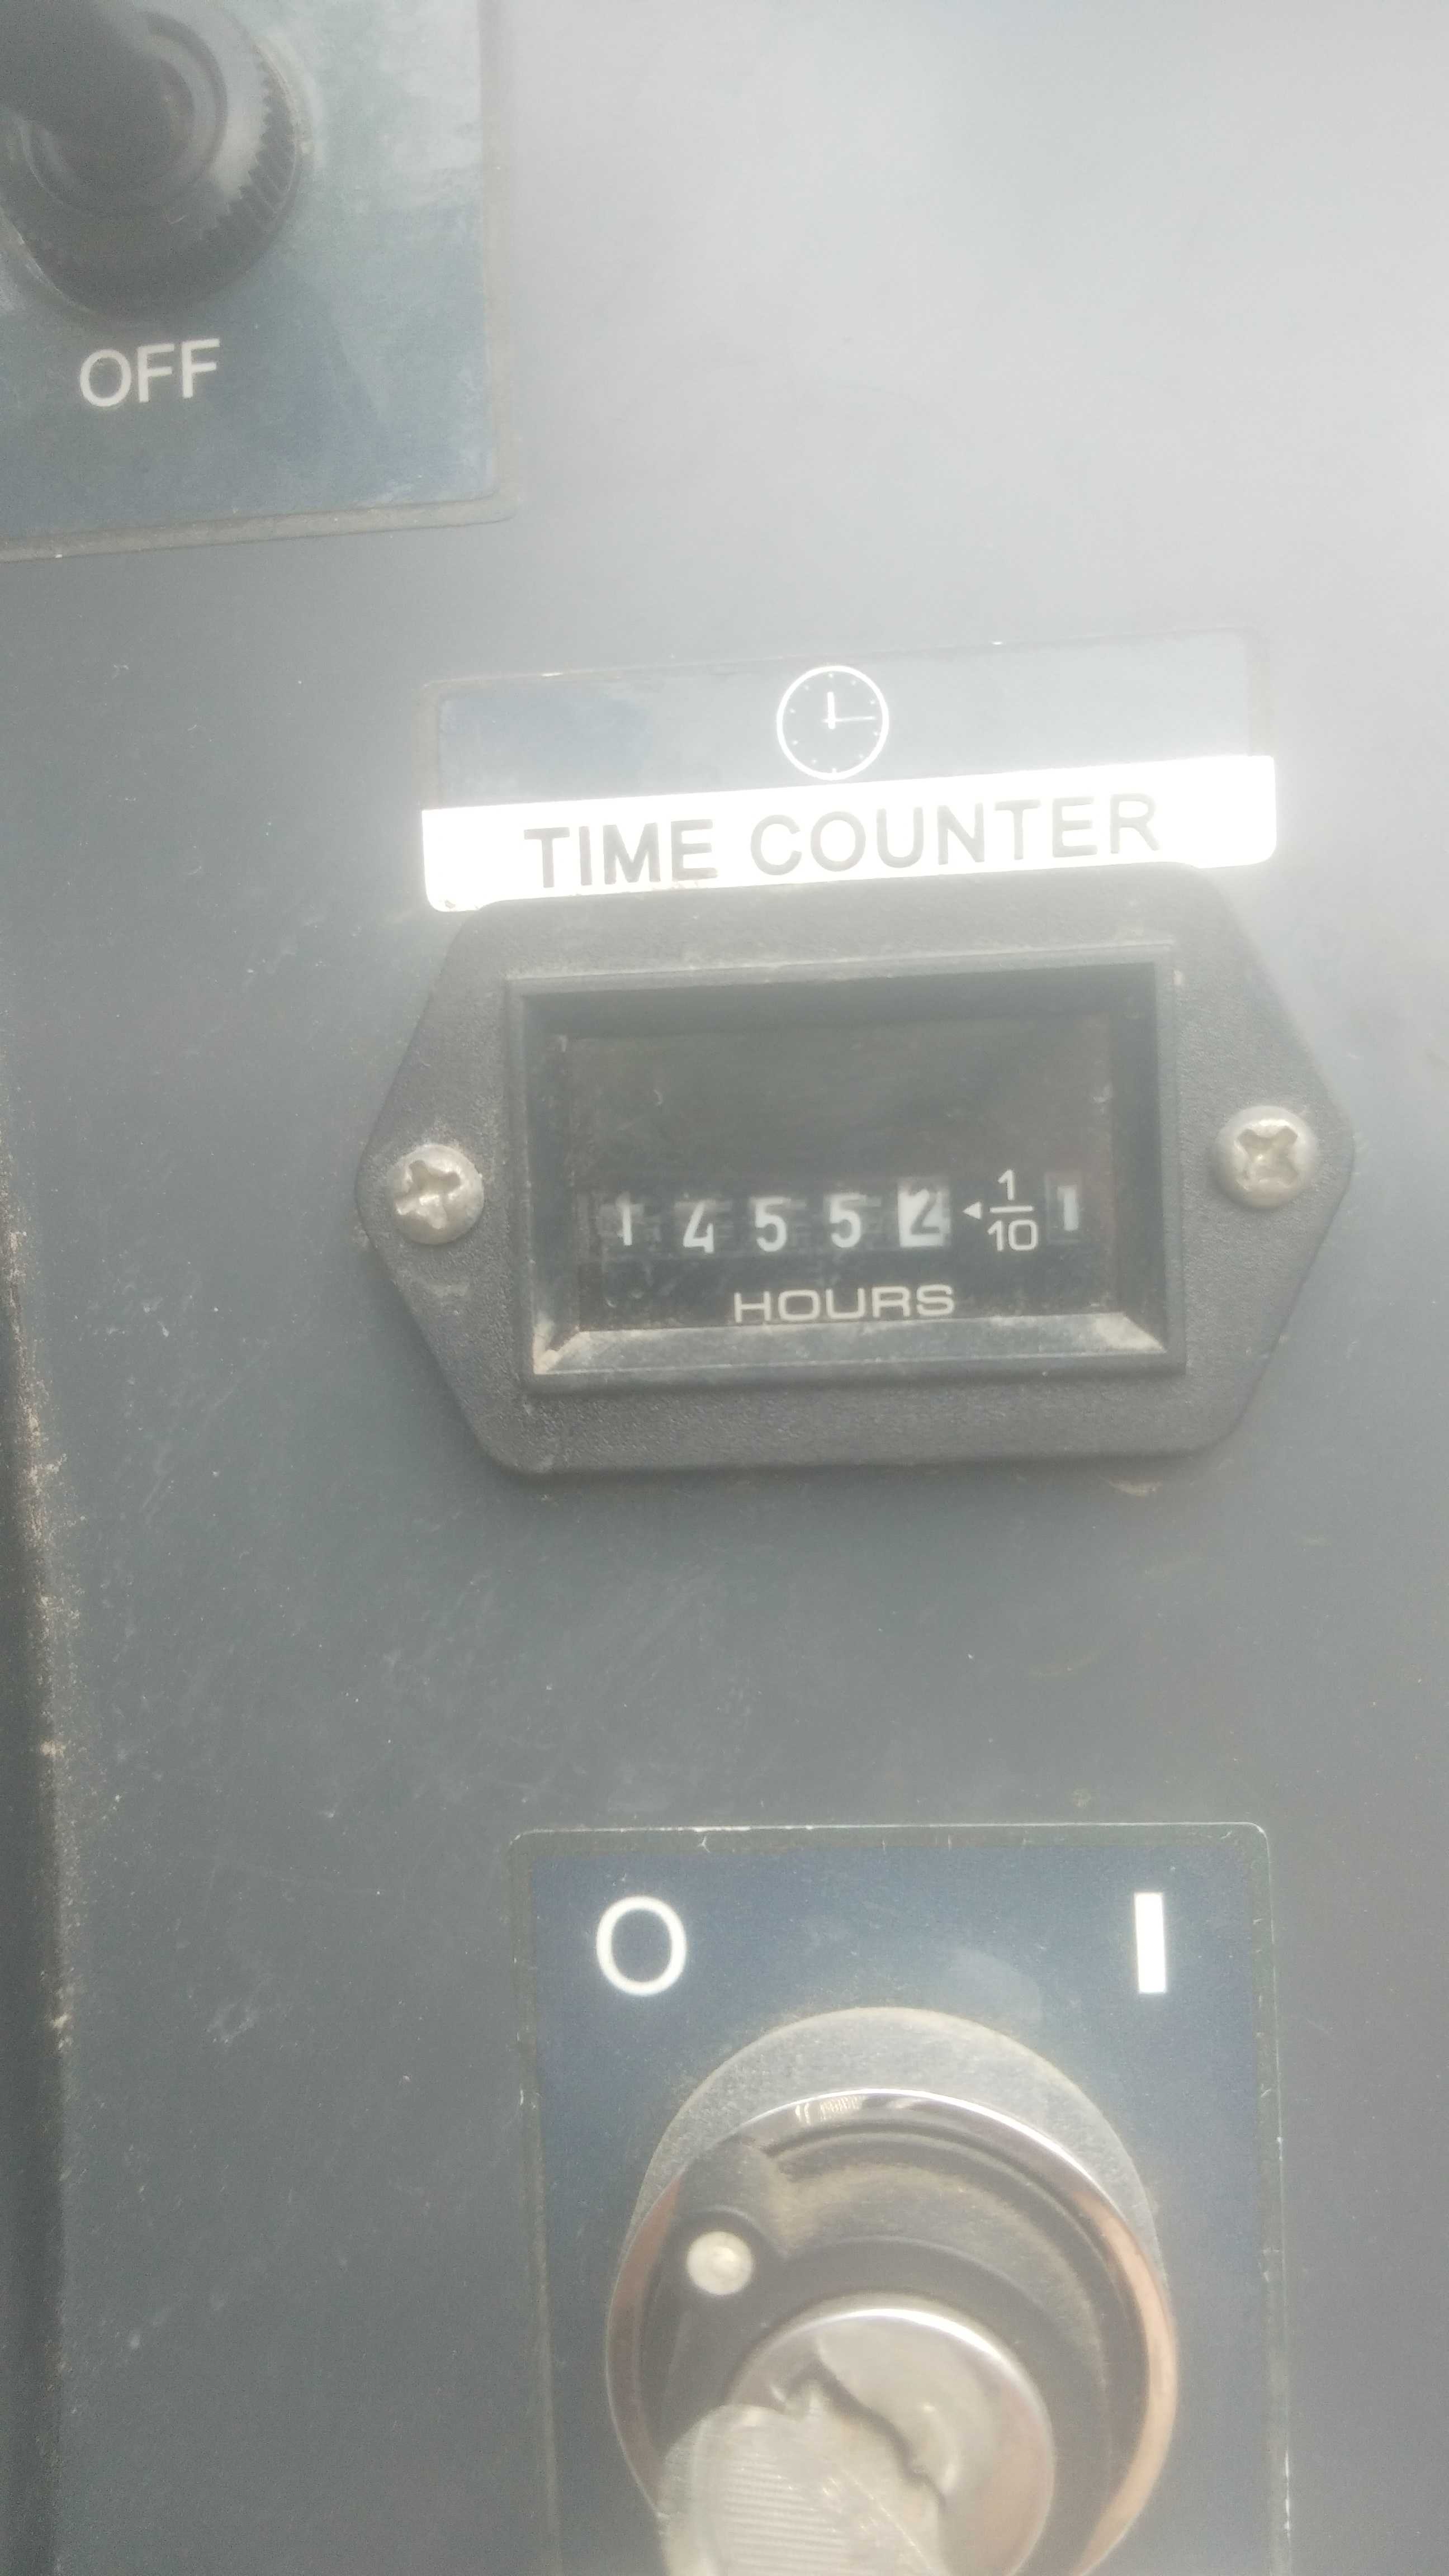 OFF
TIME COUNTER
1 4 5 5 2 ◂ 1/10 1
HOURS
O I